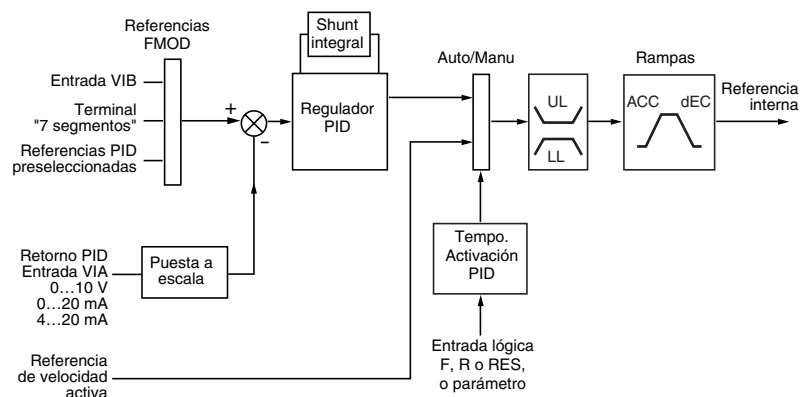 Referencias
FMOD
Entrada VIB
Terminal
"7 segmentos"
Referencias PID
preseleccionadas
+
–
Shunt
integral
Regulador
PID
Auto/Manu
UL
LL
Rampas
ACC
dEC
Referencia
interna
Retorno PID
Entrada VIA
0…10 V
0…20 mA
4…20 mA
Puesta a
escala
Tempo.
Activación
PID
Entrada lógica
F, R o RES,
o parámetro
Referencia
de velocidad
activa